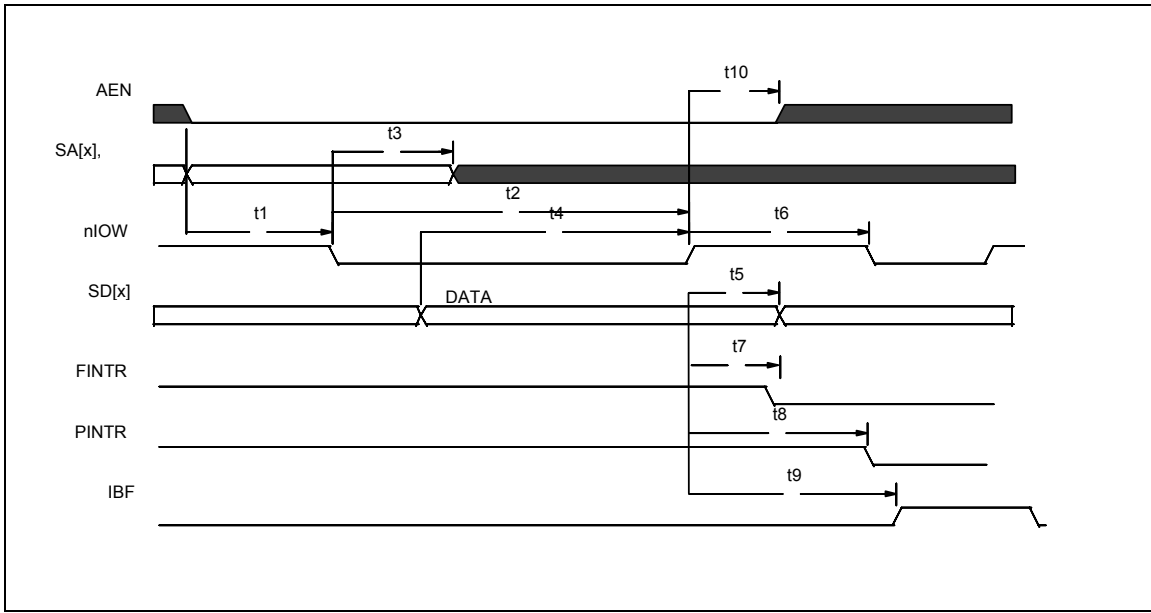 t10
AEN
t3
SA[x],
t2
t1
t4
t6
nIOW
SD[x]
t5
DATA
t7
FINTR
t8
PINTR
t9
IBF